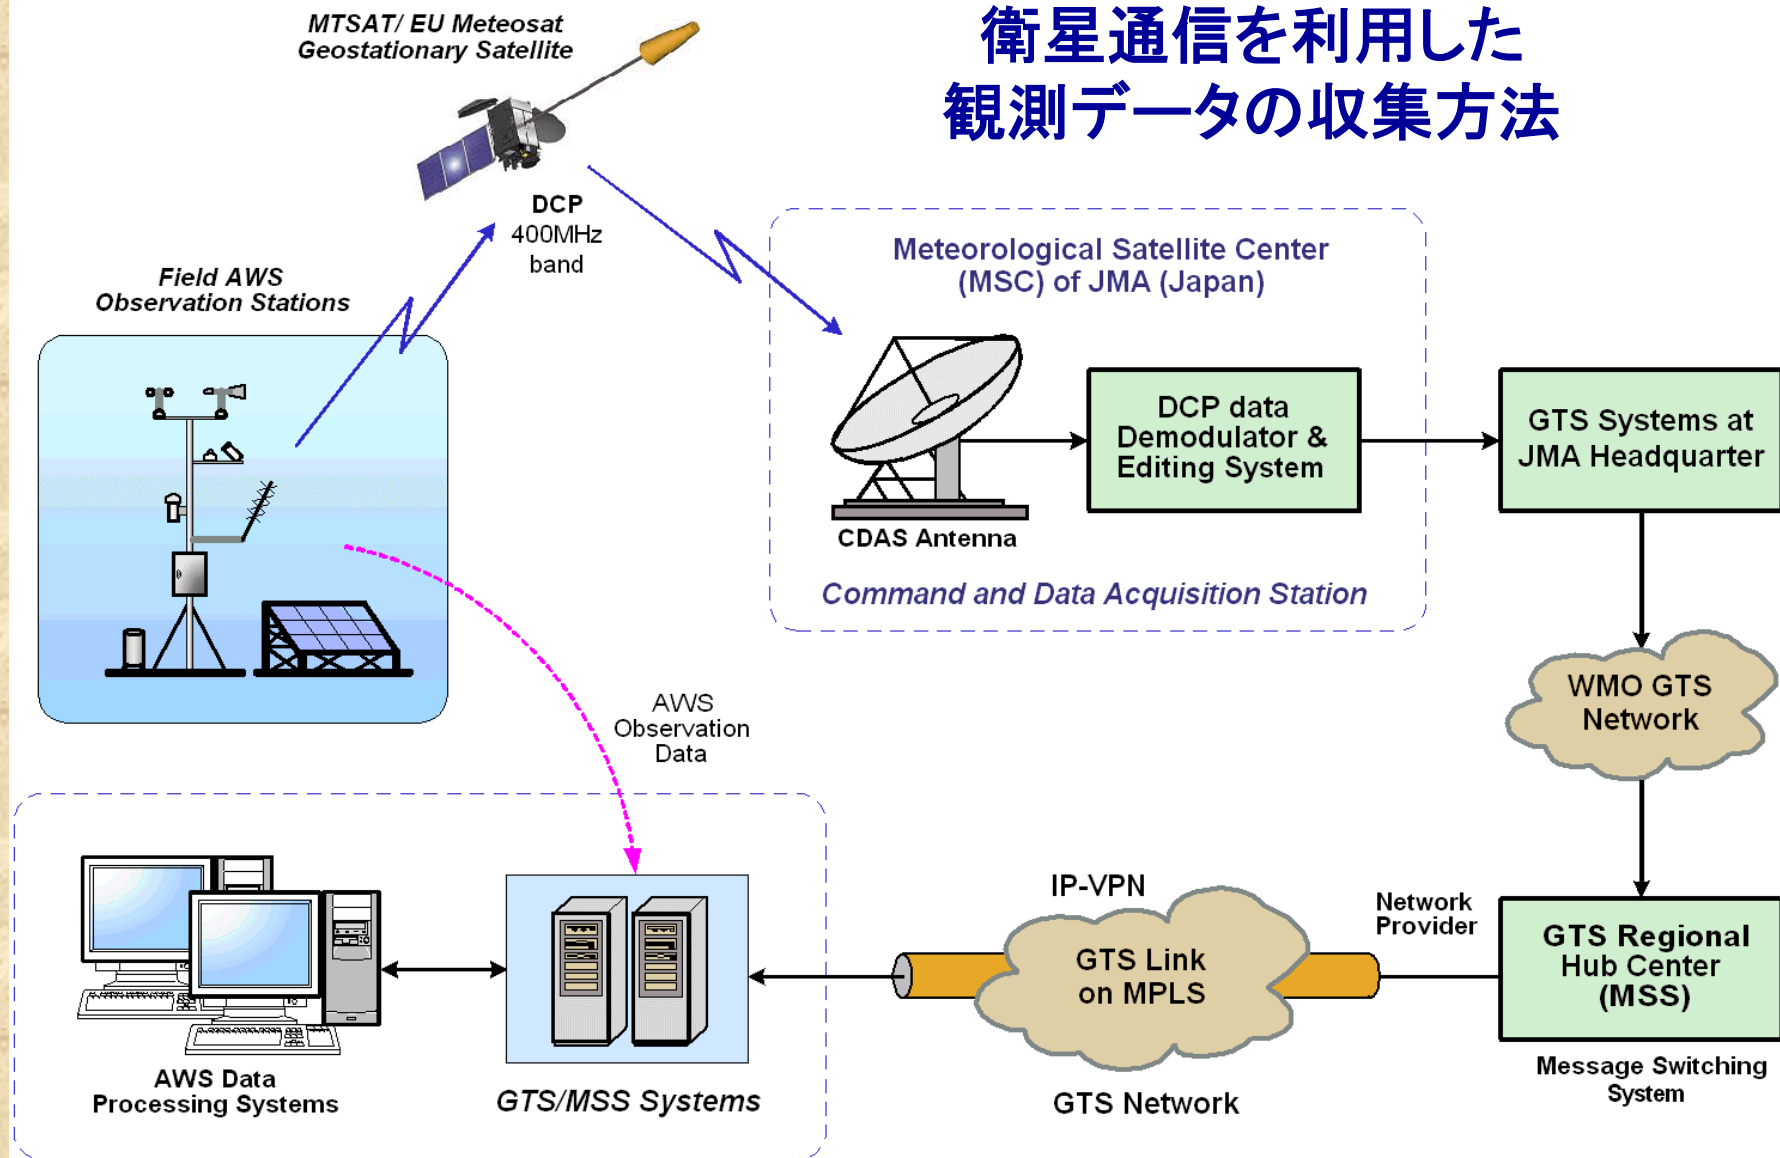 衛星通信を利用した
観測データの収集方法
MTSAT/ EU Meteosat
Geostationary Satellite
DCP
400MHz
band
Field AWS
Observation Stations
Meteorological Satellite Center
(MSC) of JMA (Japan)
CDAS Antenna
DCP data
Demodulator &
Editing System
Command and Data Acquisition Station
GTS Systems at
JMA Headquarter
WMO GTS
Network
AWS
Observation
Data
AWS Data
Processing Systems
GTS/MSS Systems
IP-VPN
GTS Link
on MPLS
GTS Network
Network
Provider
GTS Regional
Hub Center
(MSS)
Message Switching
System